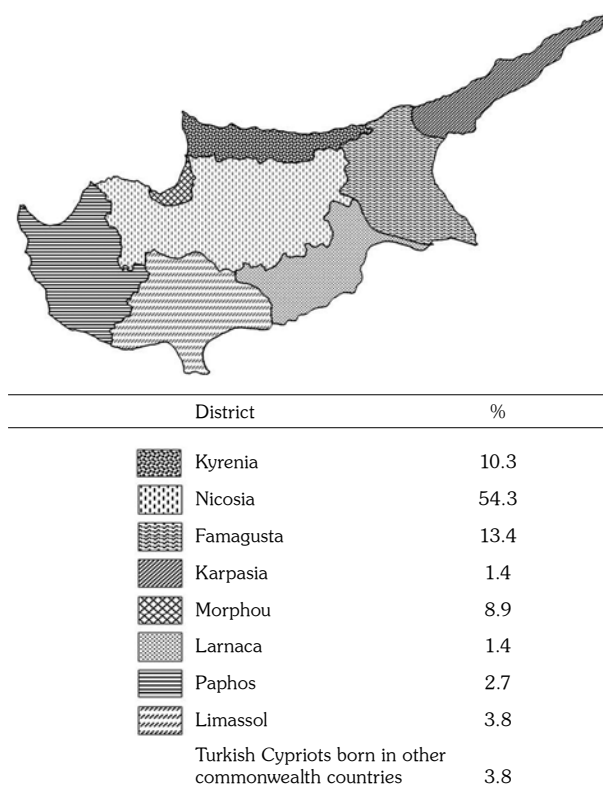 District %
Kyrenia 10.3
Nicosia 54.3
Famagusta 13.4
Karpasia 1.4
Morphou 8.9
Larnaca 1.4
Paphos 2.7
Limassol 3.8
Turkish Cypriots born in other
commonwealth countries 3.8